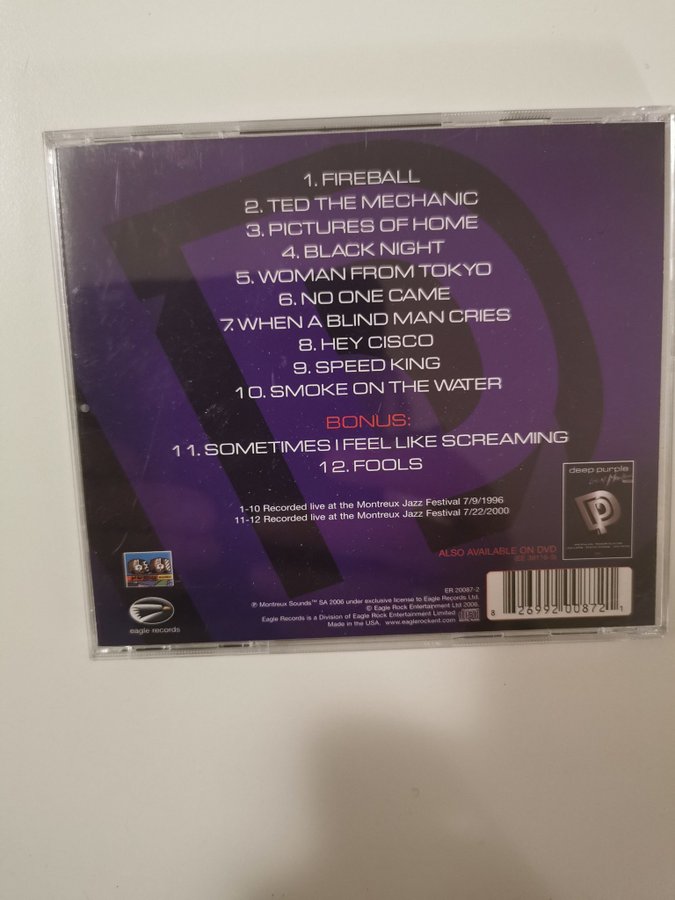 1. FIREBALL
2. TED THE MECHANIC
3. PICTURES OF HOME
4. BLACK NIGHT
5. WOMAN FROM TOKYO
6. NO ONE CAME
7. WHEN A BLIND MAN CRIES
8. HEY CISCO
9. SPEED KING
10. SMOKE ON THE WATER
BONUS:
11. SOMETIMES I FEEL LIKE SCREAMING
12. FOOLS
deep purple
1-10 Recorded live at the Montreux Jazz Festival 7/9/1996
11-12 Recorded live at the Montreux Jazz Festival 7/22/2000
ALSO AVAILABLE ON DVD
ER 20087-2
℗ Montreux Sounds™ SA 2006 under exclusive license to Eagle Records Ltd.
© Eagle Rock Entertainment Ltd 2006.
Eagle Records is a Division of Eagle Rock Entertainment Limited
Made in the USA. www.eaglerockent.com
eagle records
8 26992 00872 1